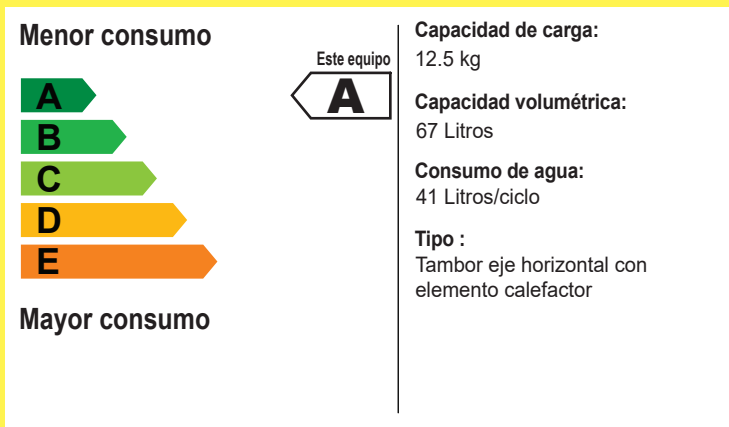 Menor consumo
A
B
C
D
E
Mayor consumo
Este equipo
A
Capacidad de carga:
12.5 kg
Capacidad volumétrica:
67 Litros
Consumo de agua:
41 Litros/ciclo
Tipo :
Tambor eje horizontal con
elemento calefactor